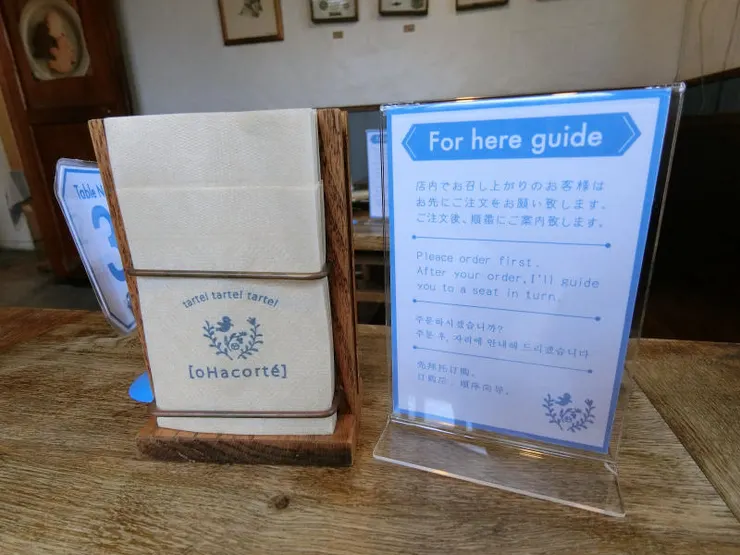 Table N
3
tarte! tarte! tarte!
[oHacorté]
For here guide
店内でお召し上がりのお客様は
お先にご注文をお願い致します。
ご注文後、順番にご案内致します。
Pleace order first.
After your order, I'll guide
you to a seat in turn.
주문하시겠습니까?
주문 후, 자리에 안내해 드리겠습니다